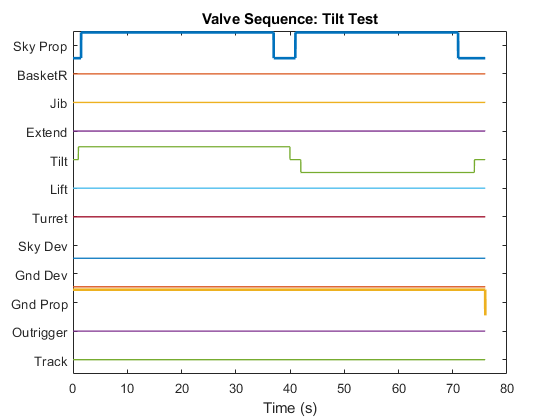 Valve Sequence: Tilt Test
Sky Prop
BasketR
Jib
Extend
Tilt
Lift
Turret
Sky Dev
Gnd Dev
Gnd Prop
Outrigger
Track
0 10 20 30 40 50 60 70 80
Time (s)